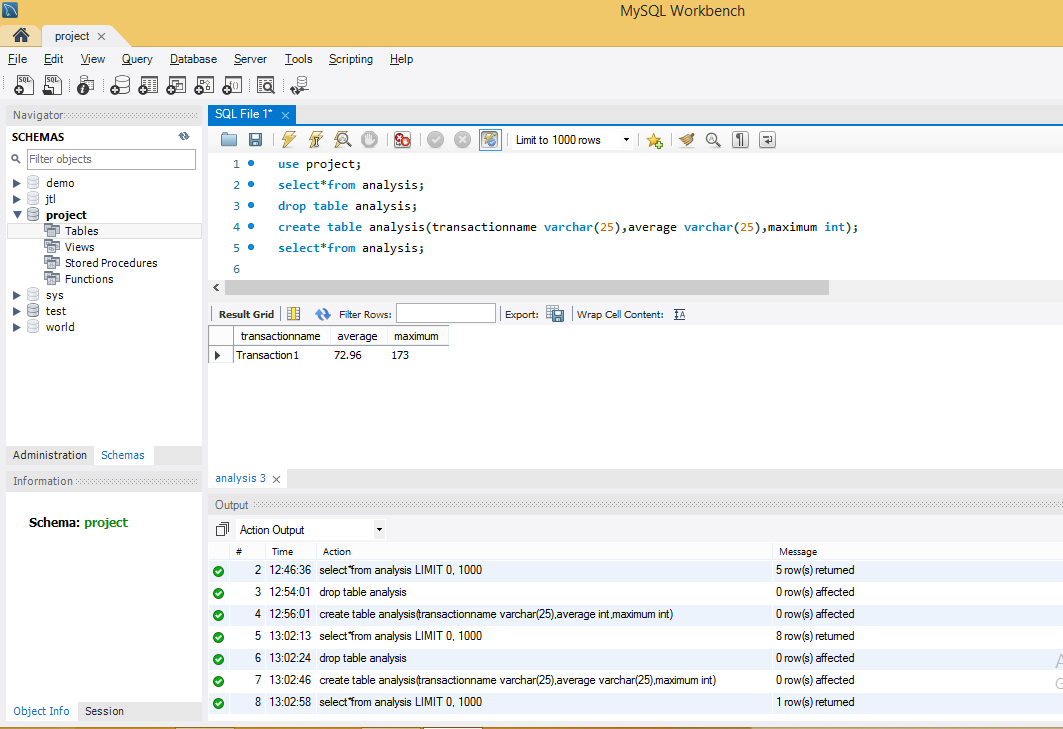 MySQL Workbench
project
File Edit View Query Database Server Tools Scripting Help
Navigator
SCHEMAS
Filter objects
demo
jtl
project
Tables
Views
Stored Procedures
Functions
sys
test
world
Administration Schemas
Information
Schema: project
Object Info Session
SQL File 1*
Limit to 1000 rows
1 use project;
2 select*from analysis;
3 drop table analysis;
4 create table analysis(transactionname varchar(25),average varchar(25),maximum int);
5 select*from analysis;
6
Result Grid Filter Rows: Export: Wrap Cell Content:
transactionname average maximum
Transaction1 72.96 173
analysis 3
Output
Action Output
# Time Action Message
2 12:46:36 select*from analysis LIMIT 0, 1000 5 row(s) returned
3 12:54:01 drop table analysis 0 row(s) affected
4 12:56:01 create table analysis(transactionname varchar(25),average int,maximum int) 0 row(s) affected
5 13:02:13 select*from analysis LIMIT 0, 1000 8 row(s) returned
6 13:02:24 drop table analysis 0 row(s) affected
7 13:02:46 create table analysis(transactionname varchar(25),average varchar(25),maximum int) 0 row(s) affected
8 13:02:58 select*from analysis LIMIT 0, 1000 1 row(s) returned